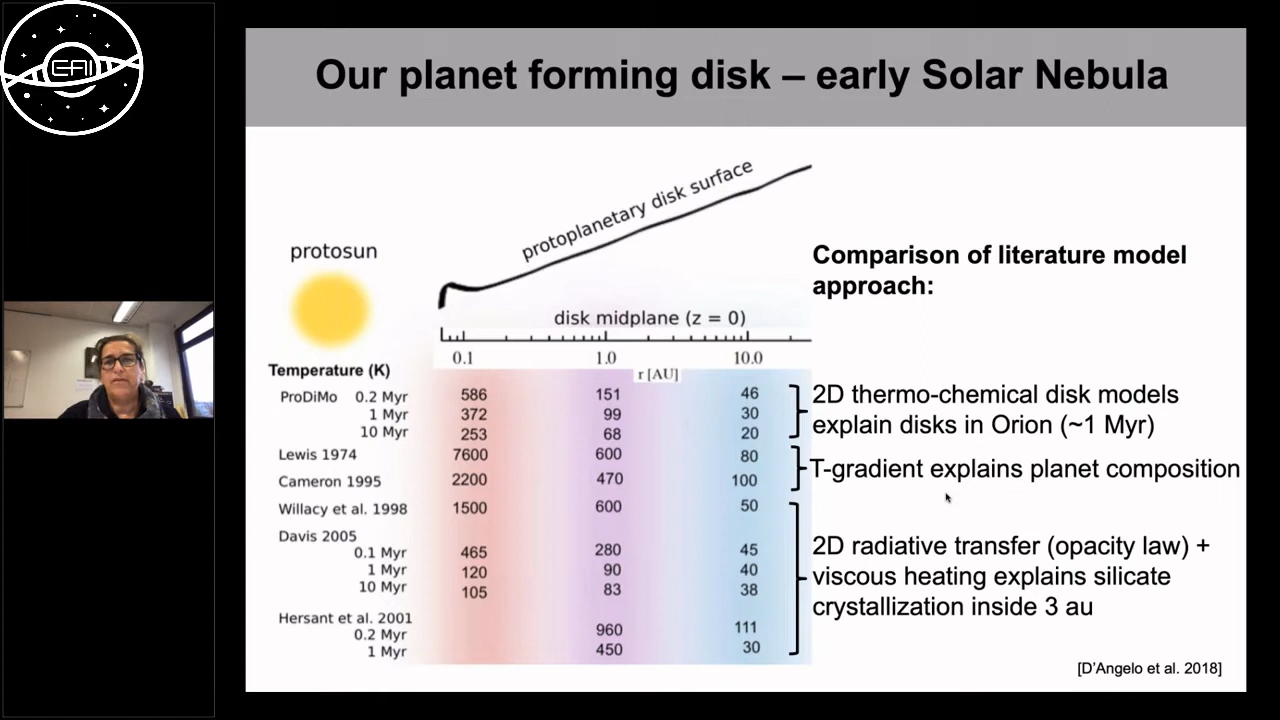 EAI
Our planet forming disk – early Solar Nebula
protoplanetary disk surface
protosun
Comparison of literature model
approach:
disk midplane (z = 0)
0.1 1.0 10.0
r [AU]
Temperature (K)
ProDiMo 0.2 Myr 586 151 46
1 Myr 372 99 30
10 Myr 253 68 20
2D thermo-chemical disk models
explain disks in Orion (~1 Myr)
Lewis 1974 7600 600 80
Cameron 1995 2200 470 100
T-gradient explains planet composition
Willacy et al. 1998 1500 600 50
Davis 2005
0.1 Myr 465 280 45
1 Myr 120 90 40
10 Myr 105 83 38
Hersant et al. 2001
0.2 Myr 960 111
1 Myr 450 30
2D radiative transfer (opacity law) +
viscous heating explains silicate
crystallization inside 3 au
[D'Angelo et al. 2018]